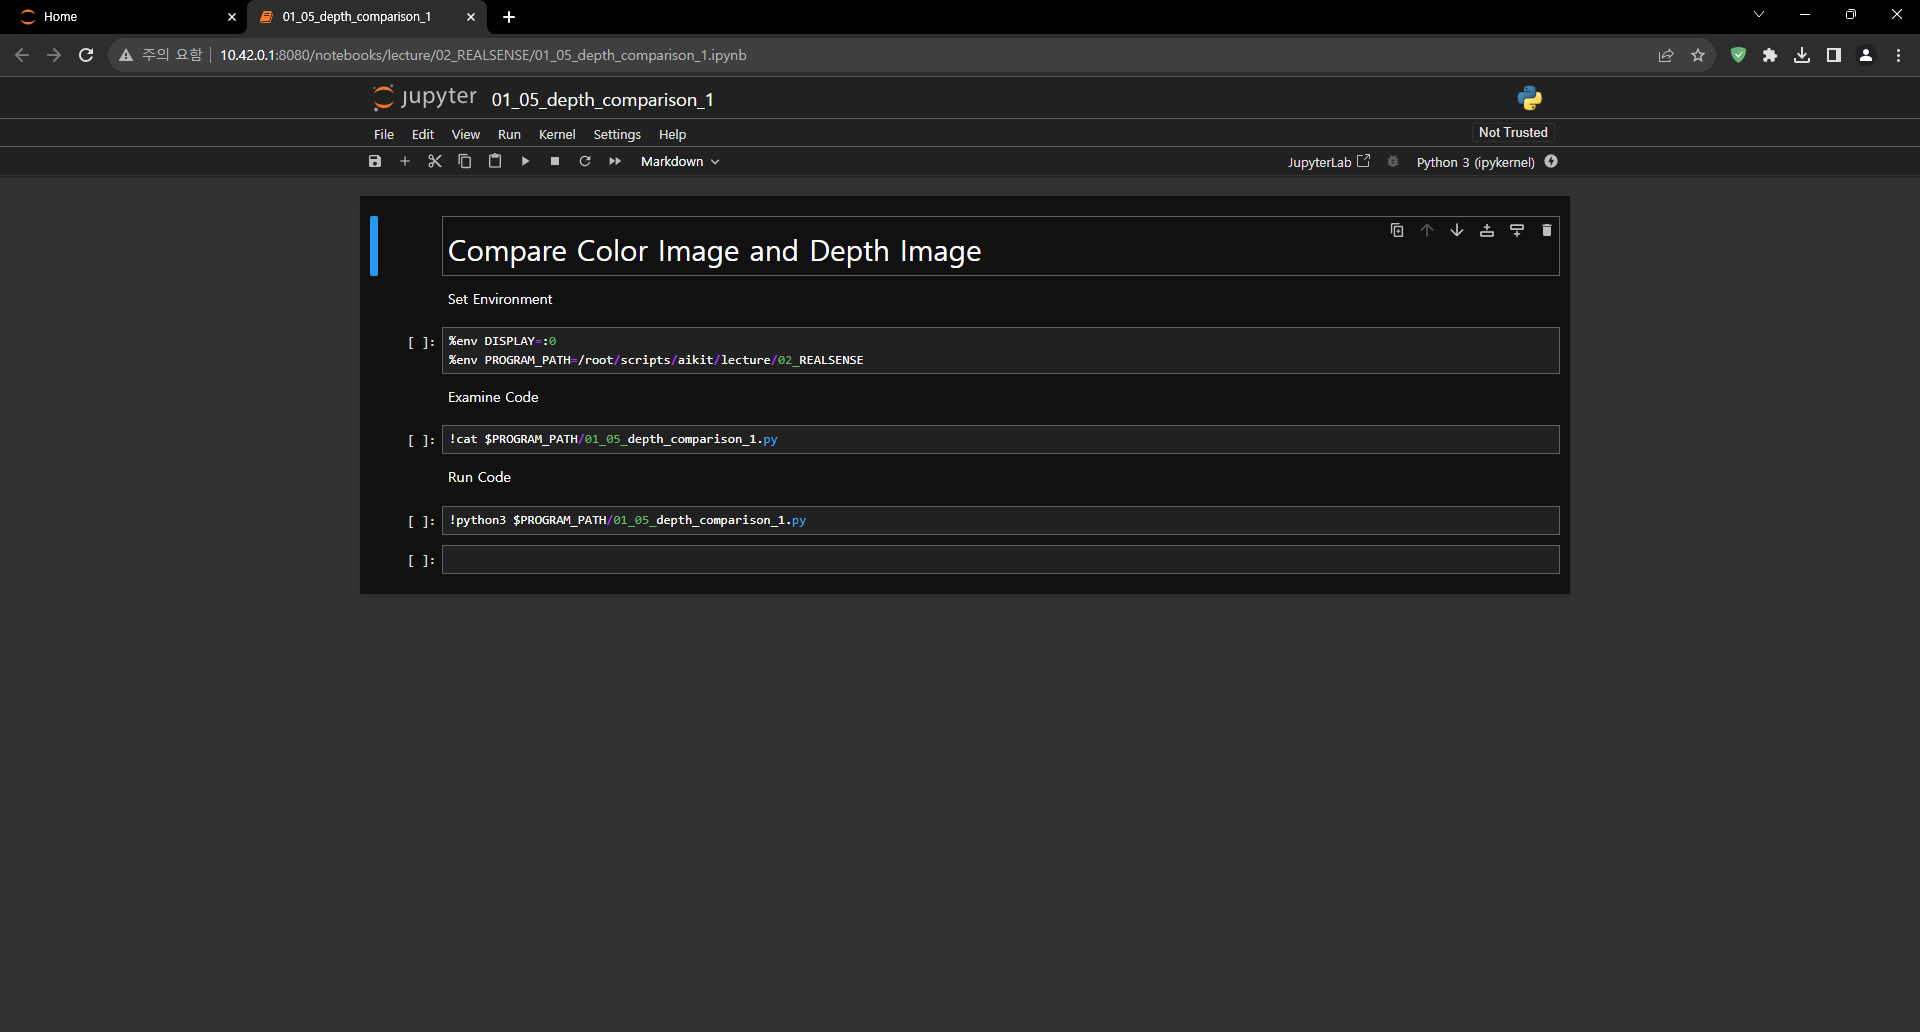 Home
01_05_depth_comparison_1
주의 요함
10.42.0.1:8080/notebooks/lecture/02_REALSENSE/01_05_depth_comparison_1.ipynb
jupyter 01_05_depth_comparison_1
File Edit View Run Kernel Settings Help
Not Trusted
Markdown
JupyterLab
Python 3 (ipykernel)
Compare Color Image and Depth Image
Set Environment
[ ]: %env DISPLAY=:0
%env PROGRAM_PATH=/root/scripts/aikit/lecture/02_REALSENSE
Examine Code
[ ]: !cat $PROGRAM_PATH/01_05_depth_comparison_1.py
Run Code
[ ]: !python3 $PROGRAM_PATH/01_05_depth_comparison_1.py
[ ]: